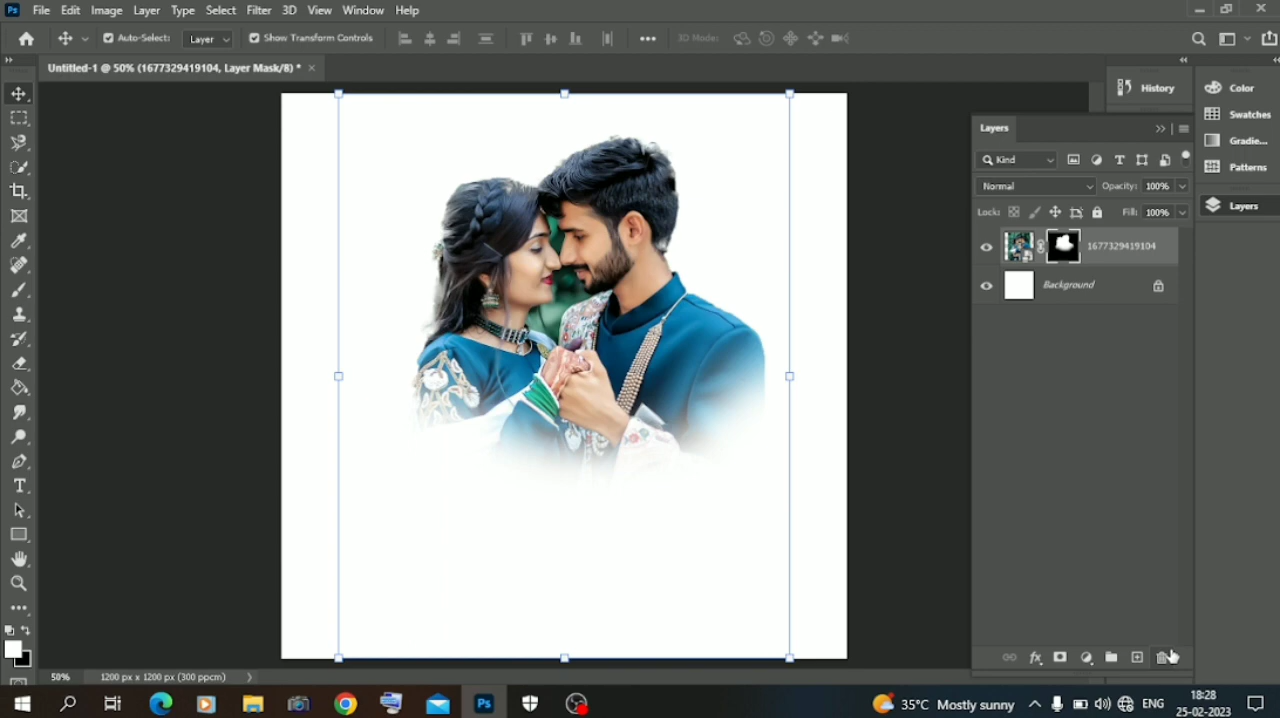 Ps File Edit Image Layer Type Select Filter 3D View Window Help
Auto-Select: Layer Show Transform Controls 3D Mode:
Untitled-1 @ 50% (1677329419104, Layer Mask/8) * ×
History
Color
Swatches
Gradie...
Patterns
Layers
Layers
Kind
Normal Opacity: 100%
Lock: Fill: 100%
1677329419104
Background
fx
50% 1200 px x 1200 px (300 ppcm)
Ps 35°C Mostly sunny ENG
18:28
25-02-2023